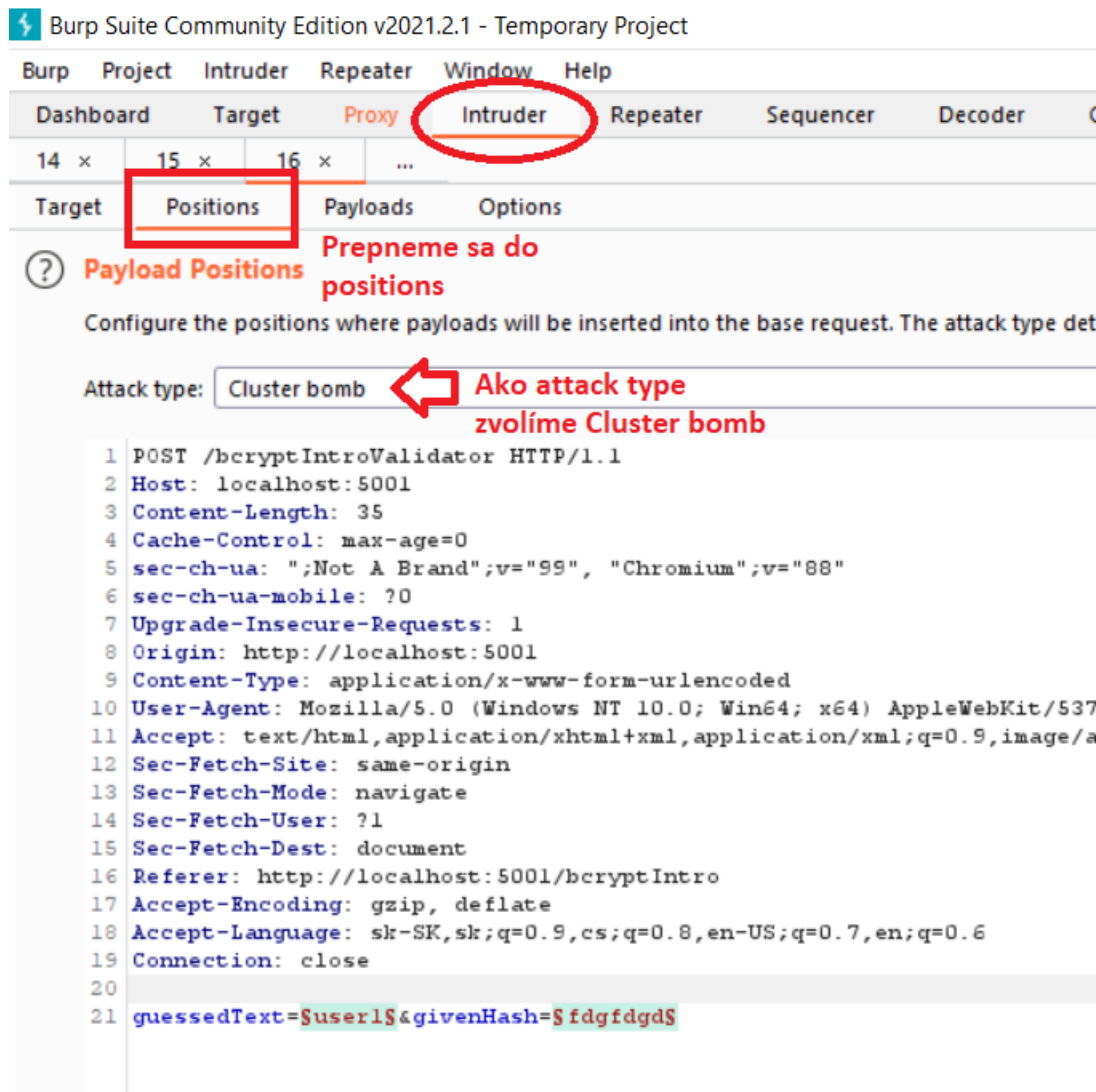 Burp Suite Community Edition v2021.2.1 - Temporary Project
Burp Project Intruder Repeater Window Help
Dashboard Target Proxy Intruder Repeater Sequencer Decoder
14 × 15 × 16 × ...
Target Positions Payloads Options
Prepneme sa do
positions
? Payload Positions
Configure the positions where payloads will be inserted into the base request. The attack type det
Attack type: Cluster bomb
Ako attack type
zvolíme Cluster bomb
1 POST /bcryptIntroValidator HTTP/1.1
2 Host: localhost:5001
3 Content-Length: 35
4 Cache-Control: max-age=0
5 sec-ch-ua: ";Not A Brand";v="99", "Chromium";v="88"
6 sec-ch-ua-mobile: ?0
7 Upgrade-Insecure-Requests: 1
8 Origin: http://localhost:5001
9 Content-Type: application/x-www-form-urlencoded
10 User-Agent: Mozilla/5.0 (Windows NT 10.0; Win64; x64) AppleWebKit/537
11 Accept: text/html,application/xhtml+xml,application/xml;q=0.9,image/a
12 Sec-Fetch-Site: same-origin
13 Sec-Fetch-Mode: navigate
14 Sec-Fetch-User: ?1
15 Sec-Fetch-Dest: document
16 Referer: http://localhost:5001/bcryptIntro
17 Accept-Encoding: gzip, deflate
18 Accept-Language: sk-SK,sk;q=0.9,cs;q=0.8,en-US;q=0.7,en;q=0.6
19 Connection: close
20
21 guessedText=§user1§&givenHash=§fdgfdgd§